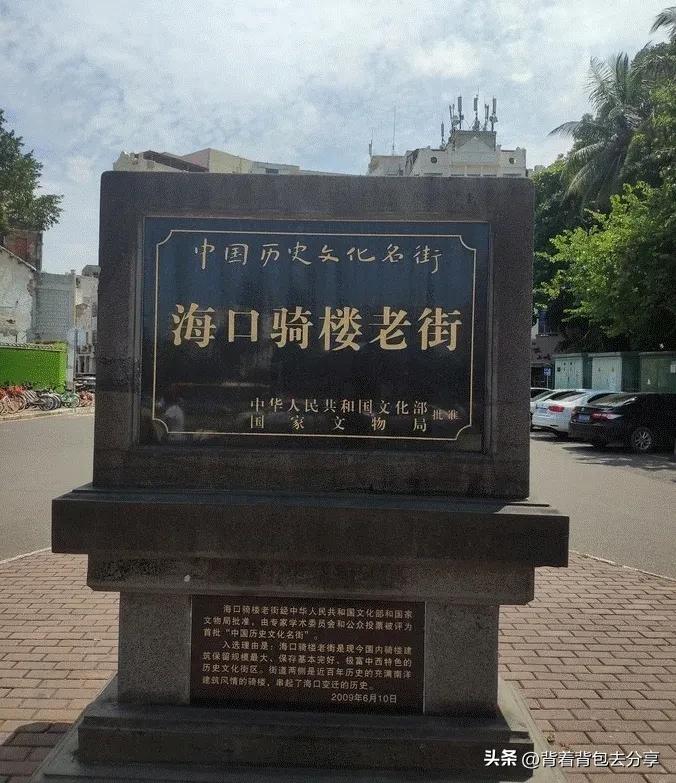 中国历史文化名街
海口骑楼老街
中华人民共和国文化部
国家文物局
批准
海口骑楼老街经中华人民共和国文化部和国家
文物局批准，由专家学术委员会和公众投票被评为
首批“中国历史文化名街”。
入选理由是：海口骑楼老街是现今国内骑楼建
筑保留规模最大、保存基本完好、极富中西特色的
历史文化街区。街道两侧是近百年历史的充满南洋
建筑风情的骑楼，串起了海口变迁的历史。
2009年6月10日
头条 @背着背包去分享